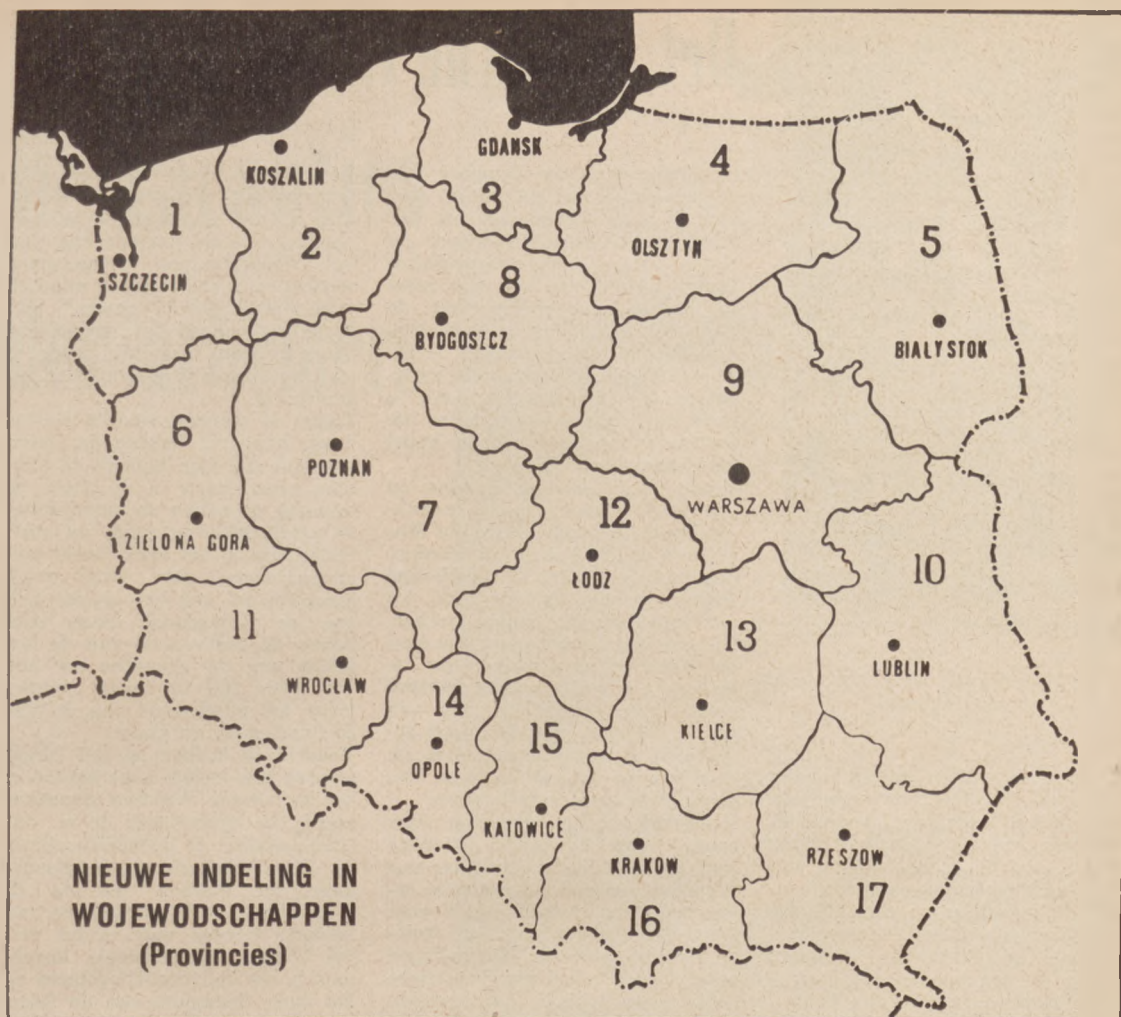 GDANSK
3
KOSZALIN
2
4
OLSZTYN
1
SZCZECIN
5
BIALYSTOK
8
BYDGOSZCZ
9
WARSZAWA
6
ZIELONA GORA
POZNAN
7
12
ŁODZ
10
LUBLIN
11
WROCLAW
13
KIELCE
14
OPOLE
15
KATOWICE
KRAKOW
16
RZESZOW
17
NIEUWE INDELING IN
WOJEWODSCHAPPEN
(Provincies)